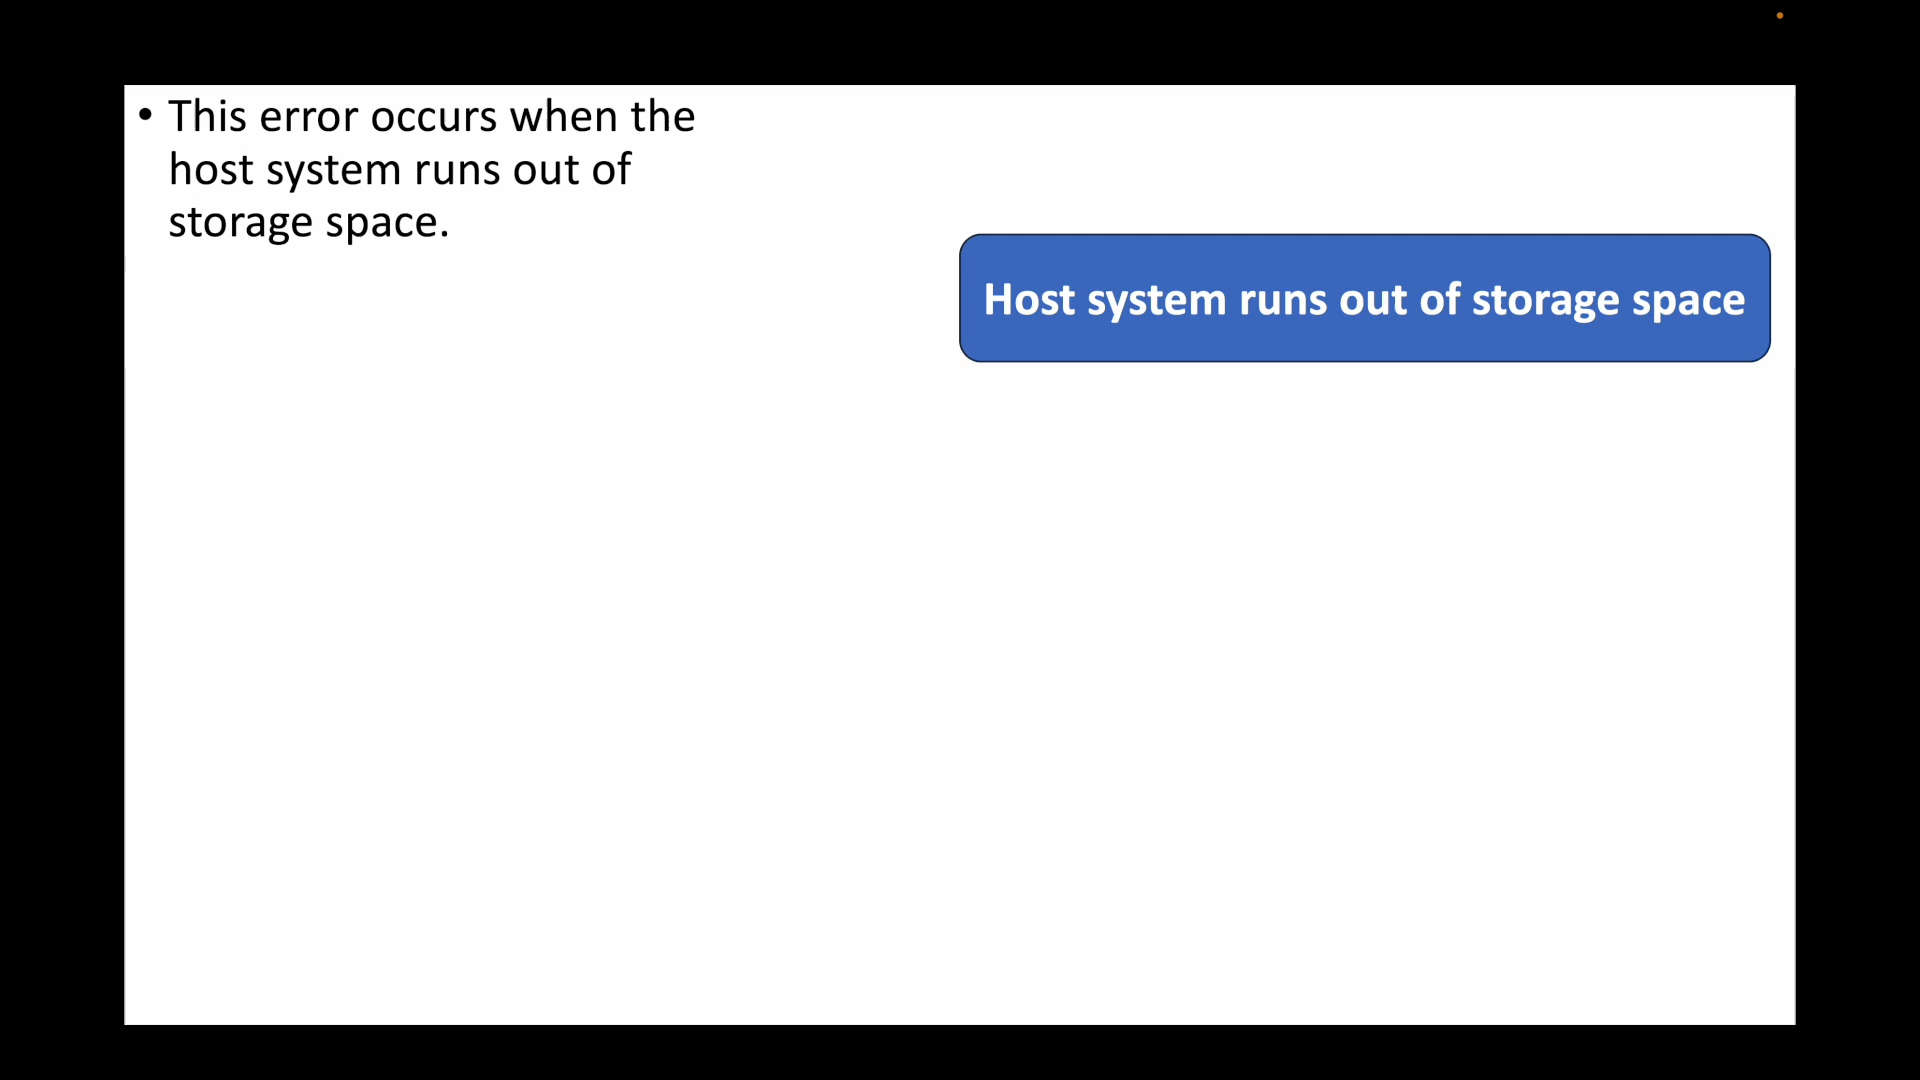 • This error occurs when the
host system runs out of
storage space.
Host system runs out of storage space